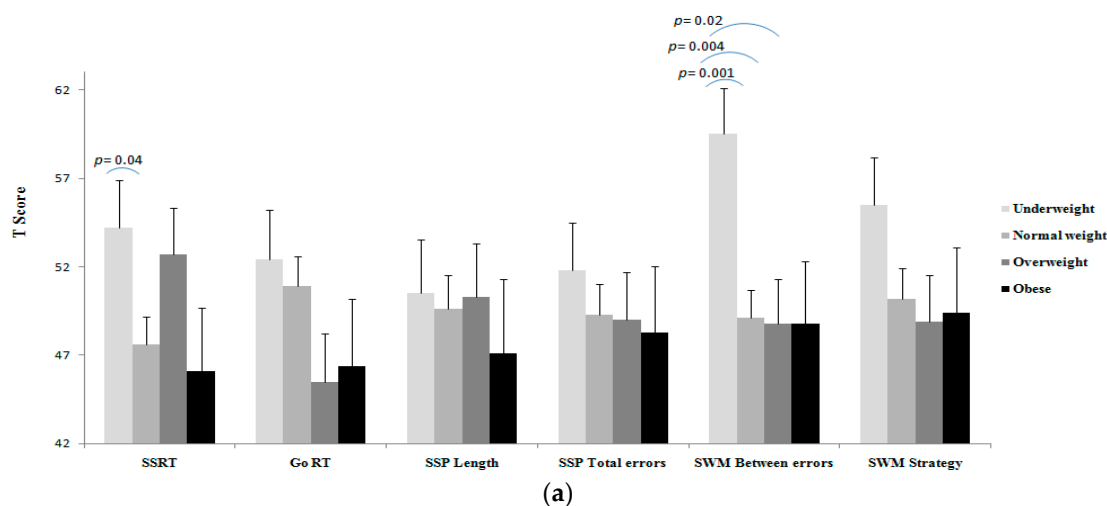 p= 0.02
p= 0.004
p= 0.001
p= 0.04
62
57
52
47
42
T Score
Underweight
Normal weight
Overweight
Obese
SSRT
Go RT
SSP Length
SSP Total errors
SWM Between errors
SWM Strategy
(a)